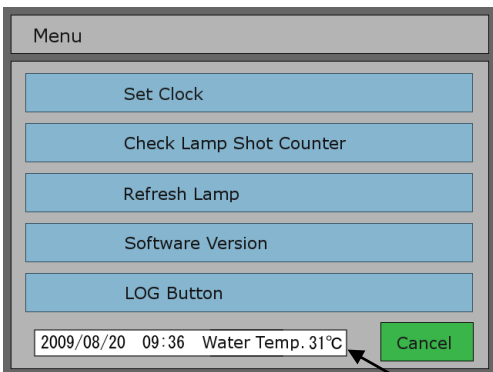 Menu
Set Clock
Check Lamp Shot Counter
Refresh Lamp
Software Version
LOG Button
2009/08/20 09:36 Water Temp. 31℃ Cancel